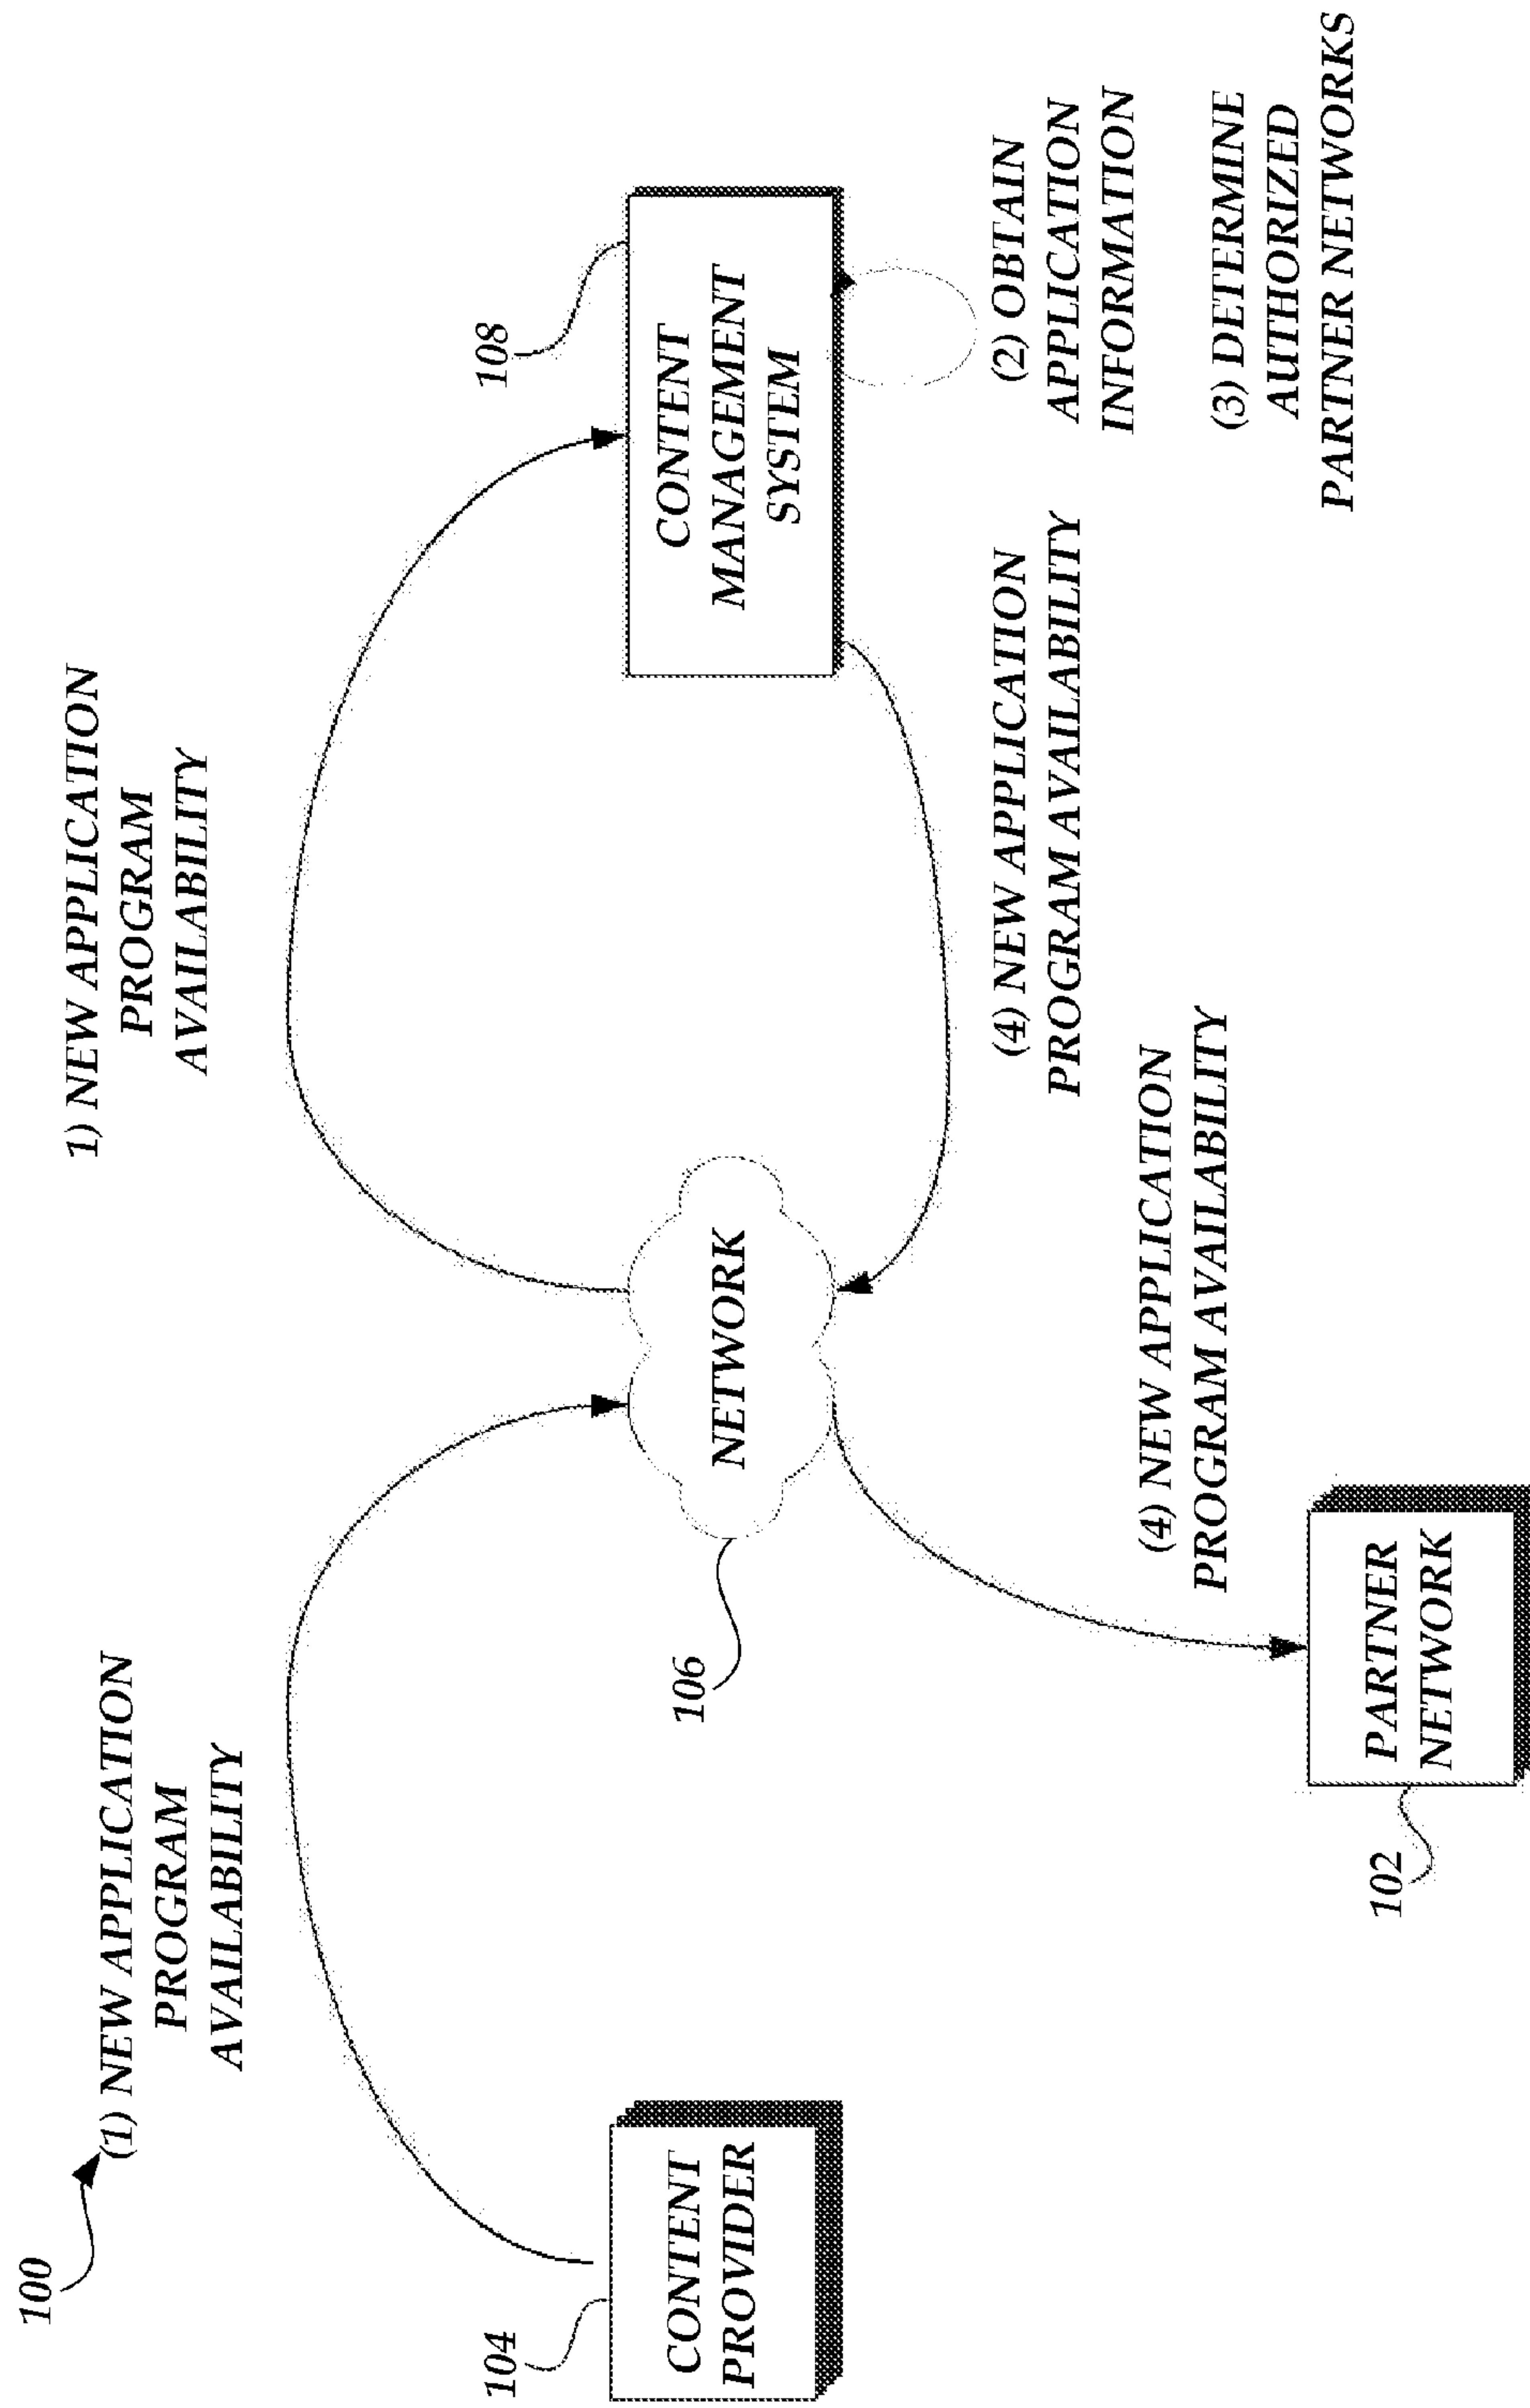 100
(1) NEW APPLICATION
PROGRAM
AVAILABILITY
1) NEW APPLICATION
PROGRAM
AVAILABILITY
104
CONTENT
PROVIDER
106
NETWORK
108
CONTENT
MANAGEMENT
SYSTEM
(2) OBTAIN
APPLICATION
INFORMATION
(3) DETERMINE
AUTHORIZED
PARTNER NETWORKS
(4) NEW APPLICATION
PROGRAM AVAILABILITY
(4) NEW APPLICATION
PROGRAM AVAILABILITY
102
PARTNER
NETWORK